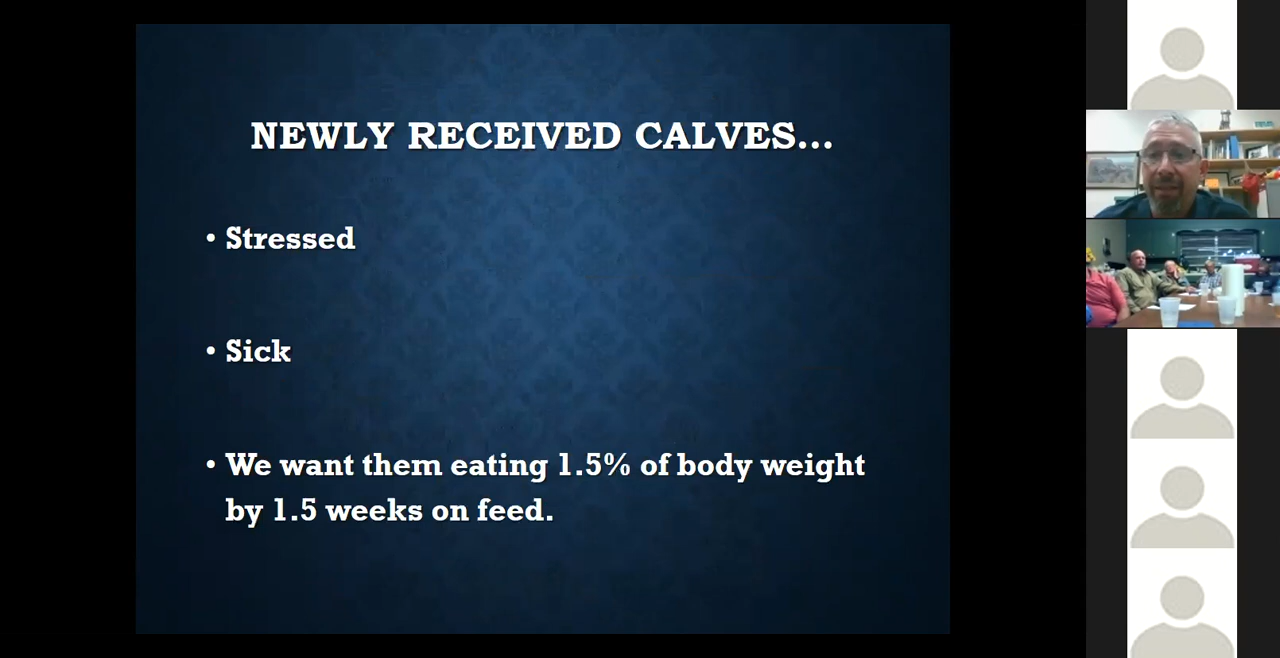 NEWLY RECEIVED CALVES...
• Stressed
• Sick
• We want them eating 1.5% of body weight
by 1.5 weeks on feed.